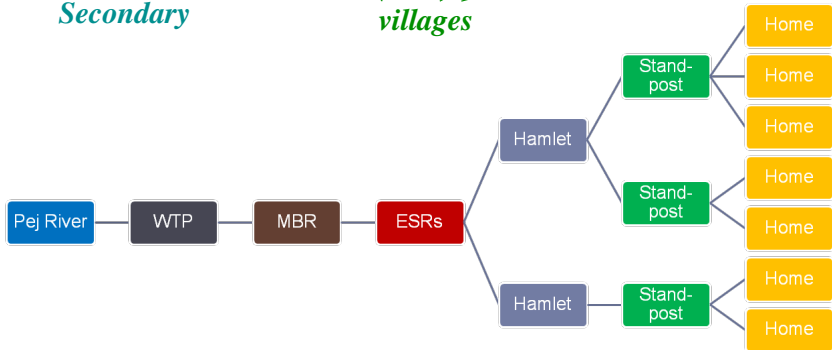 Secondary
villages
Home
Stand-
post
Home
Home
Hamlet
Home
Stand-
post
Home
Pej River
WTP
MBR
ESRs
Home
Hamlet
Stand-
post
Home